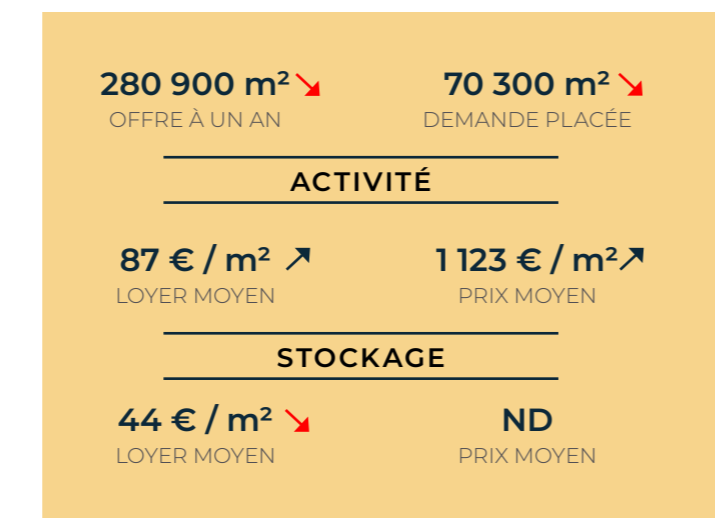 280 900 m² ↘ 70 300 m² ↘
OFFRE À UN AN DEMANDE PLACÉE
ACTIVITÉ
87 € / m² ↗ 1 123 € / m² ↗
LOYER MOYEN PRIX MOYEN
STOCKAGE
44 € / m² ↘ ND
LOYER MOYEN PRIX MOYEN